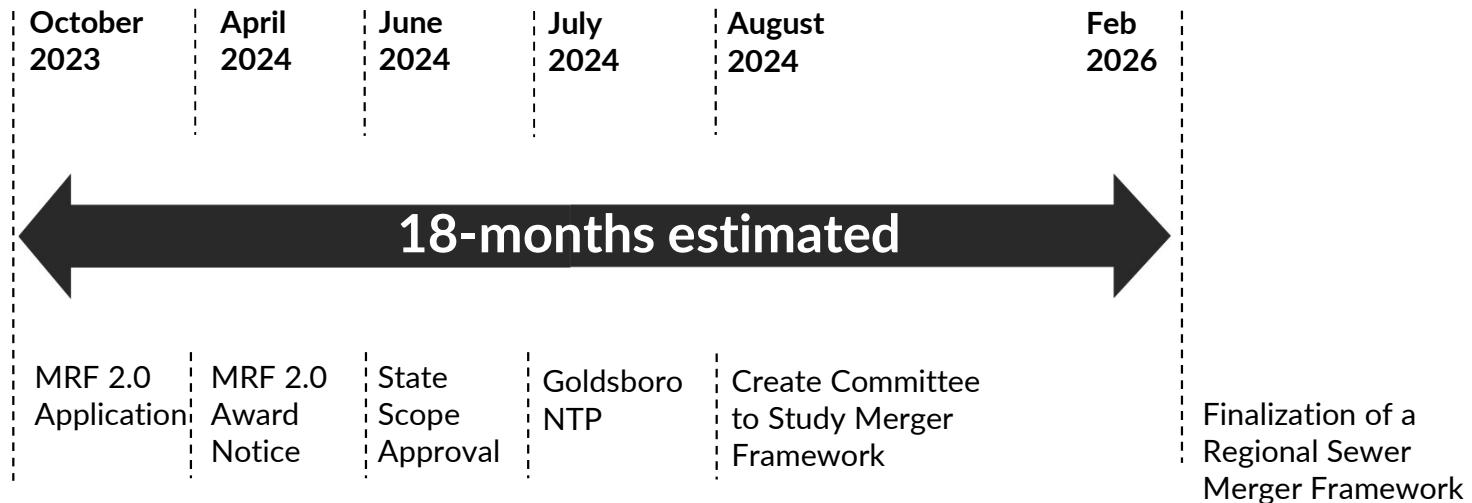 October
2023
April
2024
June
2024
July
2024
August
2024
Feb
2026
18-months estimated
MRF 2.0
Application
MRF 2.0
Award
Notice
State
Scope
Approval
Goldsboro
NTP
Create Committee
to Study Merger
Framework
Finalization of a
Regional Sewer
Merger Framework